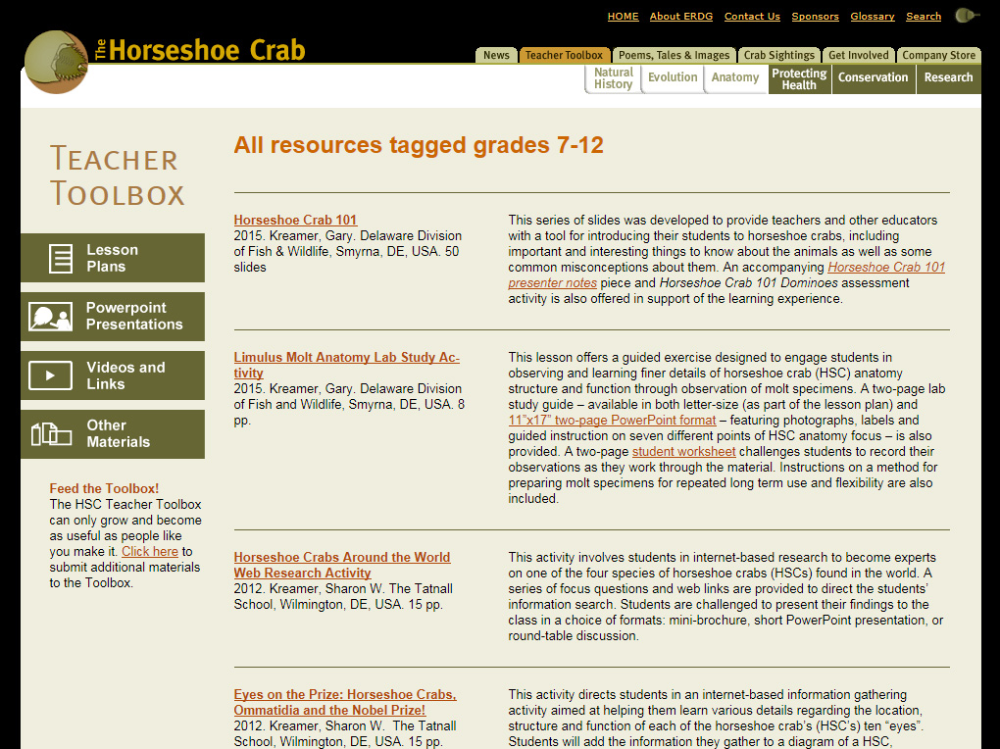 HOME About ERDG Contact Us Sponsors Glossary Search
The Horseshoe Crab
News Teacher Toolbox Poems, Tales & Images Crab Sightings Get Involved Company Store
Natural History Evolution Anatomy Protecting Health Conservation Research
TEACHER
TOOLBOX
Lesson
Plans
Powerpoint
Presentations
Videos and
Links
Other
Materials
Feed the Toolbox!
The HSC Teacher Toolbox
can only grow and become
as useful as people like
you make it. Click here to
submit additional materials
to the Toolbox.
All resources tagged grades 7-12
Horseshoe Crab 101
2015. Kreamer, Gary. Delaware Division
of Fish & Wildlife, Smyrna, DE, USA. 50
slides
This series of slides was developed to provide teachers and other educators
with a tool for introducing their students to horseshoe crabs, including
important and interesting things to know about the animals as well as some
common misconceptions about them. An accompanying Horseshoe Crab 101
presenter notes piece and Horseshoe Crab 101 Dominoes assessment
activity is also offered in support of the learning experience.
Limulus Molt Anatomy Lab Study Ac-
tivity
2015. Kreamer, Gary. Delaware Division
of Fish and Wildlife, Smyrna, DE, USA. 8
pp.
This lesson offers a guided exercise designed to engage students in
observing and learning finer details of horseshoe crab (HSC) anatomy
structure and function through observation of molt specimens. A two-page lab
study guide – available in both letter-size (as part of the lesson plan) and
11”x17” two-page PowerPoint format – featuring photographs, labels and
guided instruction on seven different points of HSC anatomy focus – is also
provided. A two-page student worksheet challenges students to record their
observations as they work through the material. Instructions on a method for
preparing molt specimens for repeated long term use and flexibility are also
included.
Horseshoe Crabs Around the World
Web Research Activity
2012. Kreamer, Sharon W. The Tatnall
School, Wilmington, DE, USA. 15 pp.
This activity involves students in internet-based research to become experts
on one of the four species of horseshoe crabs (HSCs) found in the world. A
series of focus questions and web links are provided to direct the students’
information search. Students are challenged to present their findings to the
class in a choice of formats: mini-brochure, short PowerPoint presentation, or
round-table discussion.
Eyes on the Prize: Horseshoe Crabs,
Ommatidia and the Nobel Prize!
2012. Kreamer, Sharon W. The Tatnall
School, Wilmington, DE, USA. 15 pp.
This activity directs students in an internet-based information gathering
activity aimed at helping them learn various details regarding the location,
structure and function of each of the horseshoe crab’s (HSC’s) ten “eyes”.
Students will add the information they gather to a diagram of a HSC,